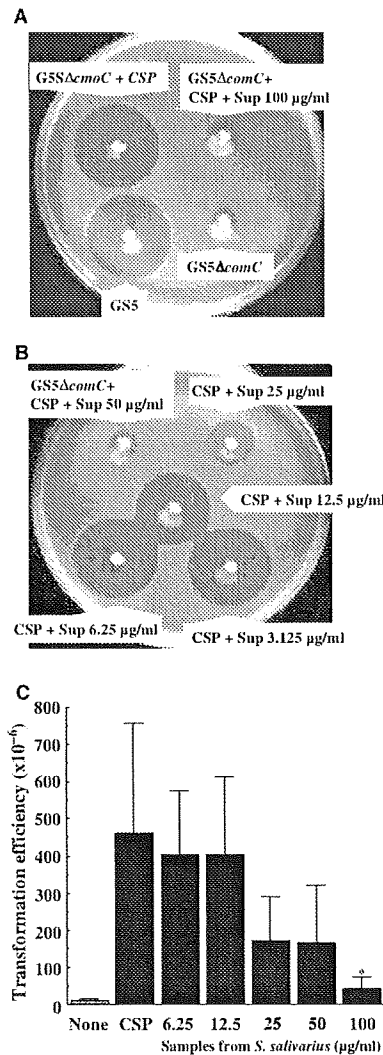 A
G5SΔcmoC + CSP
GS5ΔcomC+
CSP + Sup 100 μg/ml
GS5ΔcomC
GS5
B
GS5ΔcomC+
CSP + Sup 50 μg/ml
CSP + Sup 25 μg/ml
CSP + Sup 12.5 μg/ml
CSP + Sup 6.25 μg/ml
CSP + Sup 3.125 μg/ml
C
Transformation efficiency (x10⁻⁶)
800
700
600
500
400
300
200
100
0
*
None CSP 6.25 12.5 25 50 100
Samples from S. salivarius (μg/ml)